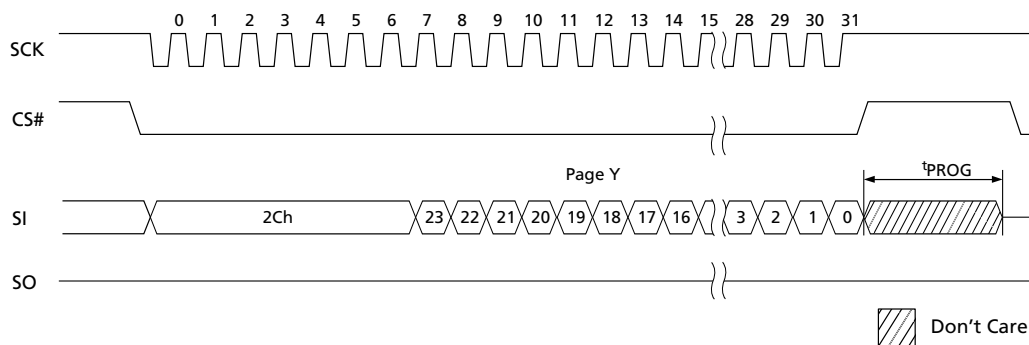 0 1 2 3 4 5 6 7 8 9 10 11 12 13 14 15 28 29 30 31
SCK
CS#
Page Y
tPROG
SI 2Ch 23 22 21 20 19 18 17 16 3 2 1 0
SO
Don't Care